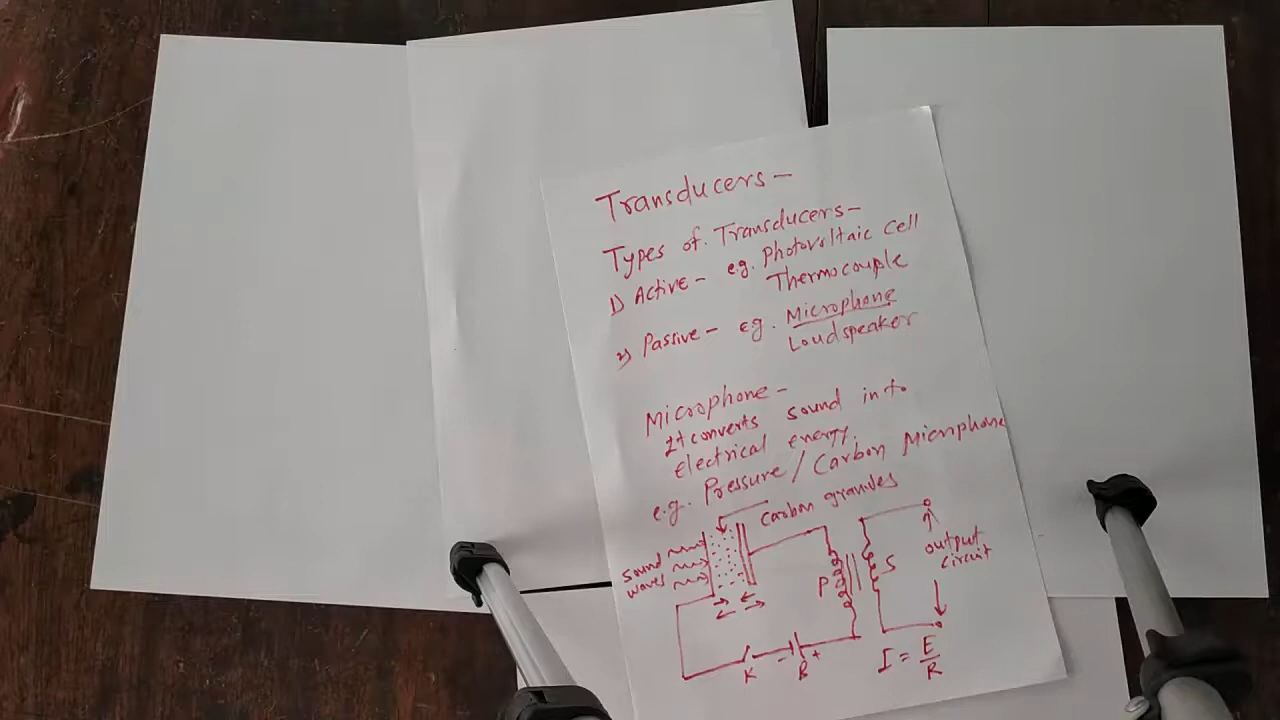 Transducers-
Types of Transducers-
1) Active - e.g. Photovoltaic cell
Thermocouple
2) Passive - eg. Microphone
Loudspeaker
Microphone -
It converts sound into
electrical energy.
e.g. Pressure / Carbon Microphone
Carbon granules
sound
waves
P
S
output
circuit
K
- B +
I = E/R